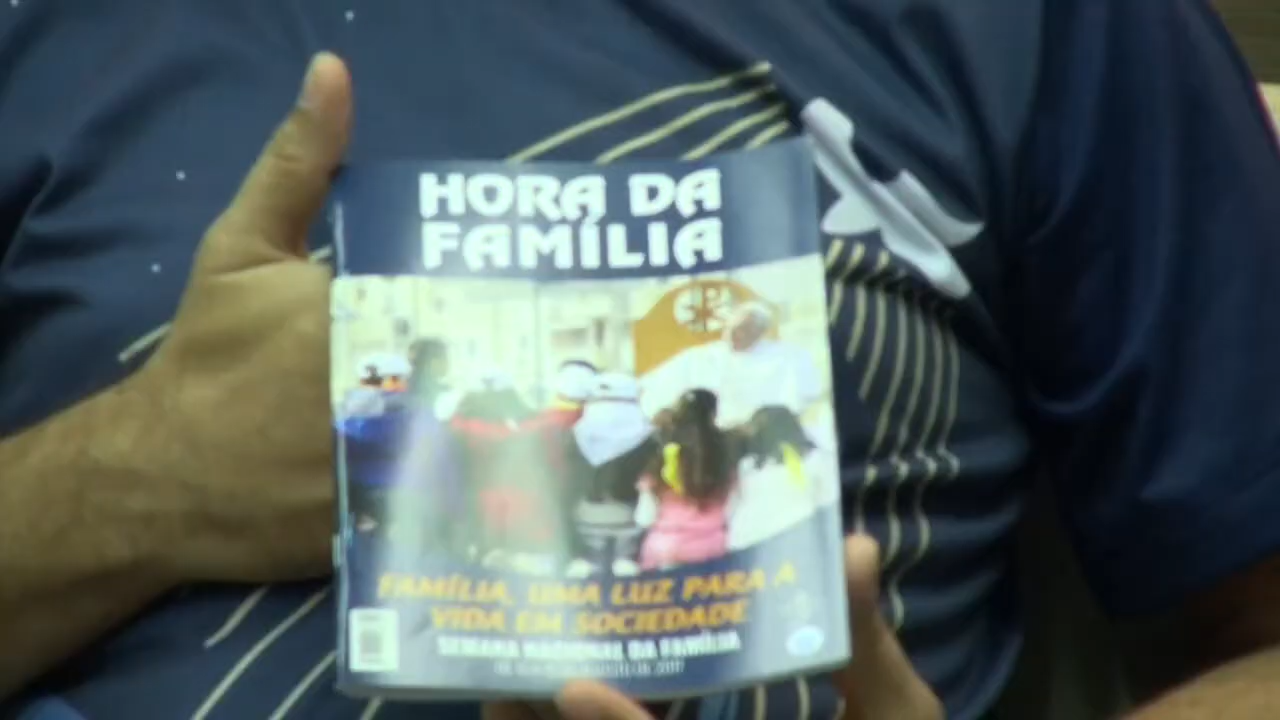 HORA DA
FAMÍLIA
FAMÍLIA, UMA LUZ PARA A
VIDA EM SOCIEDADE
SEMANA NACIONAL DA FAMÍLIA